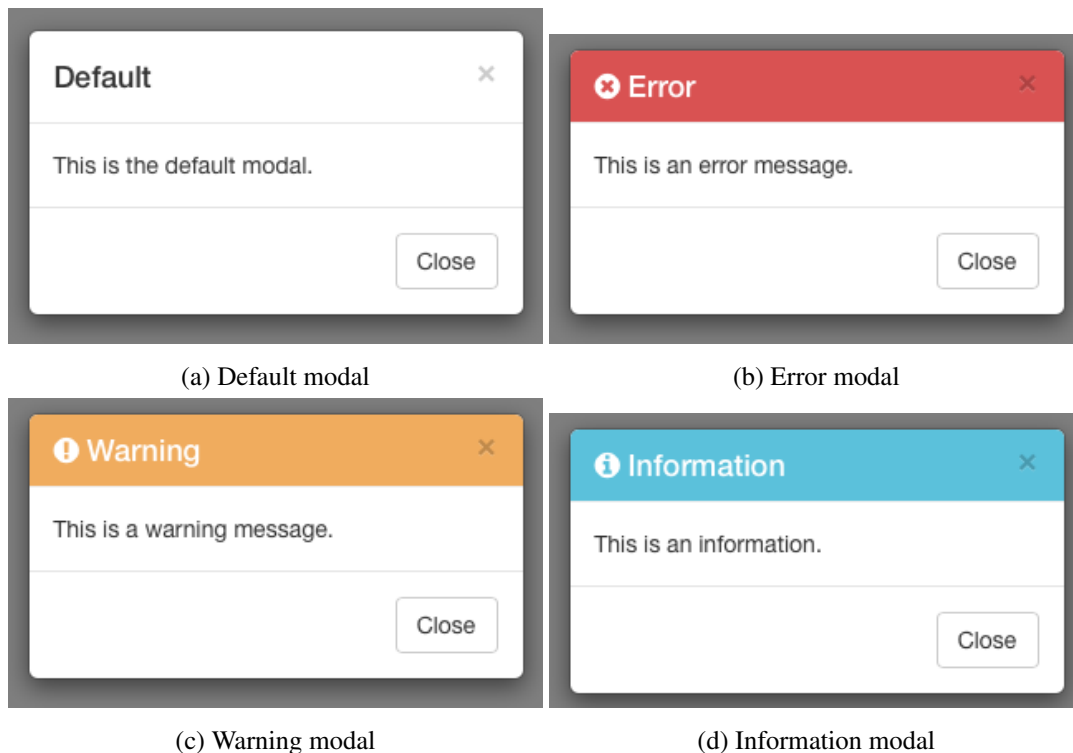 Default ×
This is the default modal.
Close
(a) Default modal
Error ×
This is an error message.
Close
(b) Error modal
Warning ×
This is a warning message.
Close
(c) Warning modal
Information ×
This is an information.
Close
(d) Information modal